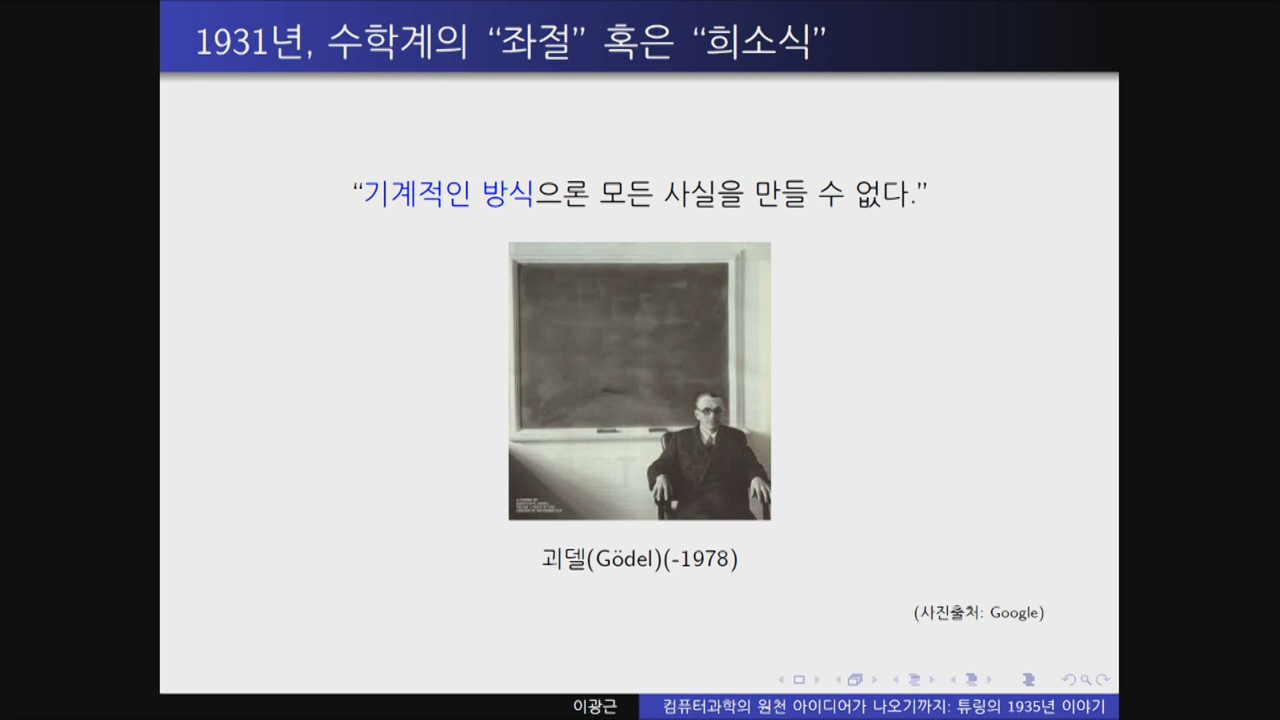 1931년, 수학계의 “좌절” 혹은 “희소식”
“기계적인 방식으론 모든 사실을 만들 수 없다.”
괴델(Gödel)(-1978)
(사진출처: Google)
이광근
컴퓨터과학의 원천 아이디어가 나오기까지: 튜링의 1935년 이야기